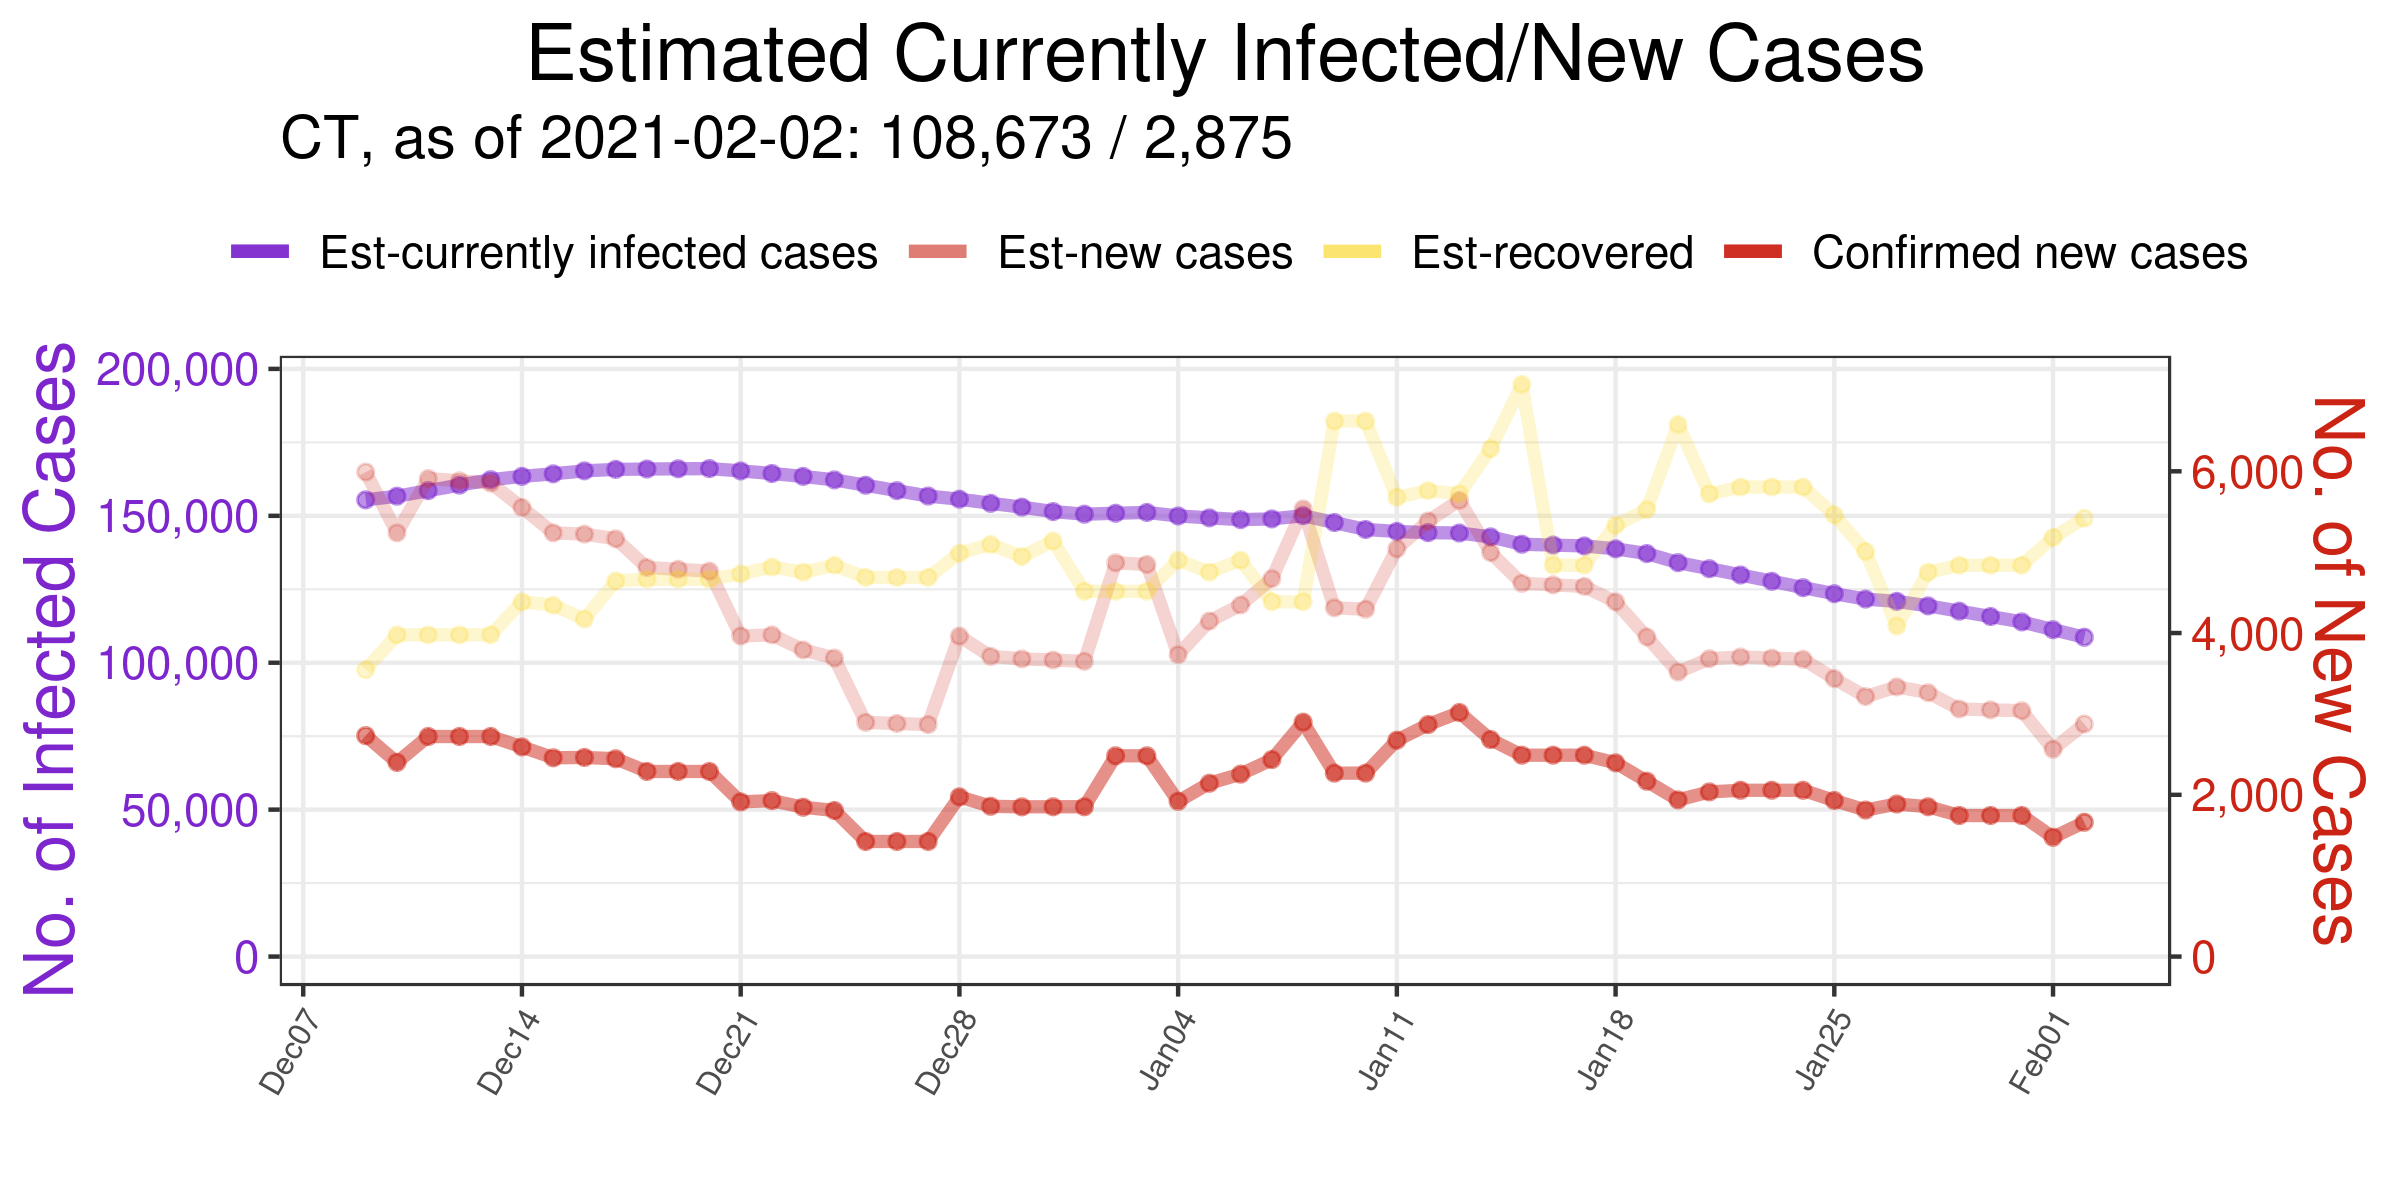 Estimated Currently Infected/New Cases
CT, as of 2021-02-02: 108,673 / 2,875
Est-currently infected cases Est-new cases Est-recovered Confirmed new cases
No. of Infected Cases
200,000
150,000
100,000
50,000
0
6,000
4,000
2,000
0
No. of New Cases
Dec07 Dec14 Dec21 Dec28 Jan04 Jan11 Jan18 Jan25 Feb01